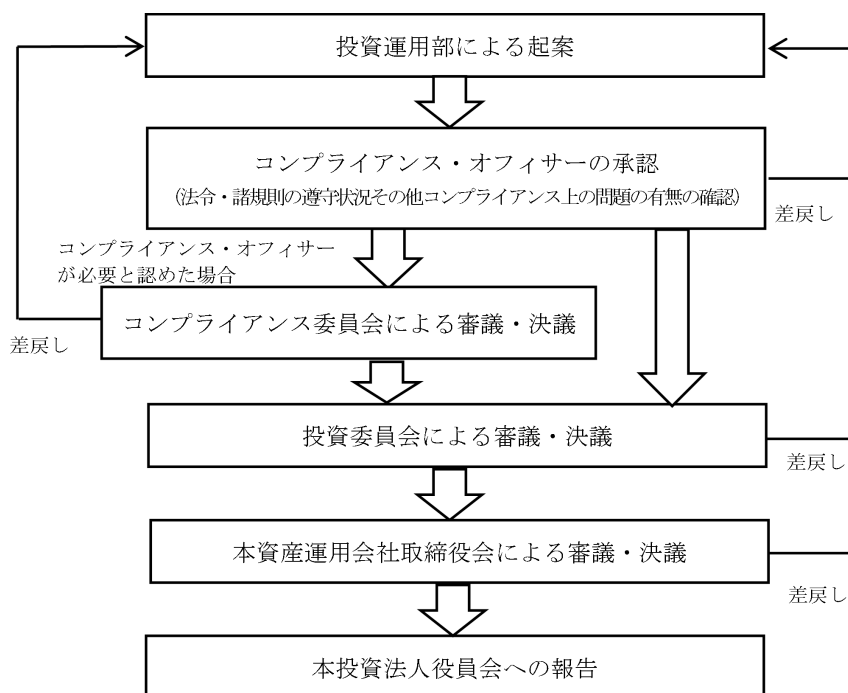 投資運用部による起案
コンプライアンス・オフィサーの承認
(法令・諸規則の遵守状況その他コンプライアンス上の問題の有無の確認)
差戻し
コンプライアンス・オフィサー
が必要と認めた場合
コンプライアンス委員会による審議・決議
差戻し
投資委員会による審議・決議
差戻し
本資産運用会社取締役会による審議・決議
差戻し
本投資法人役員会への報告